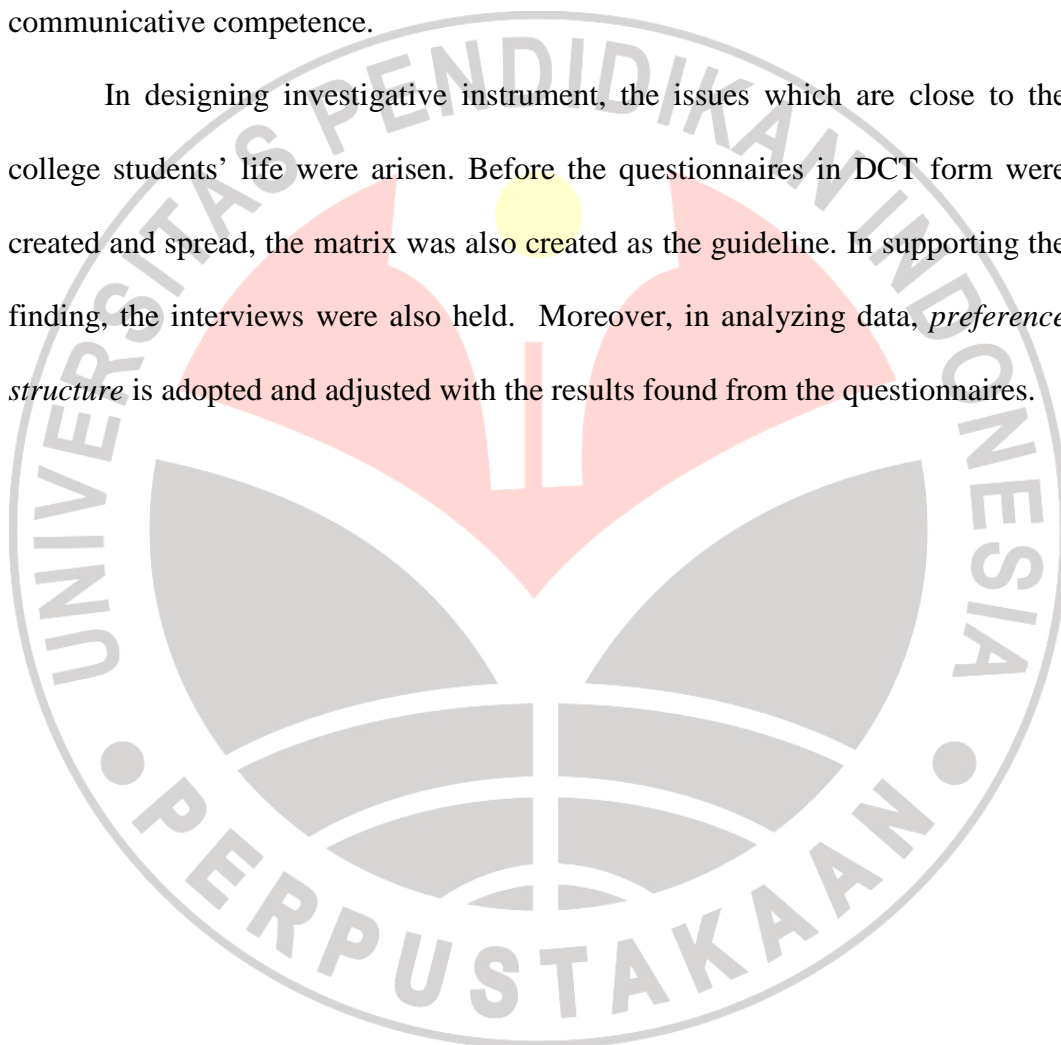 communicative competence.
In designing investigative instrument, the issues which are close to the
college students’ life were arisen. Before the questionnaires in DCT form were
created and spread, the matrix was also created as the guideline. In supporting the
finding, the interviews were also held. Moreover, in analyzing data, preference
structure is adopted and adjusted with the results found from the questionnaires.
UNIVERSITAS PENDIDIKAN INDONESIA
PERPUSTAKAAN